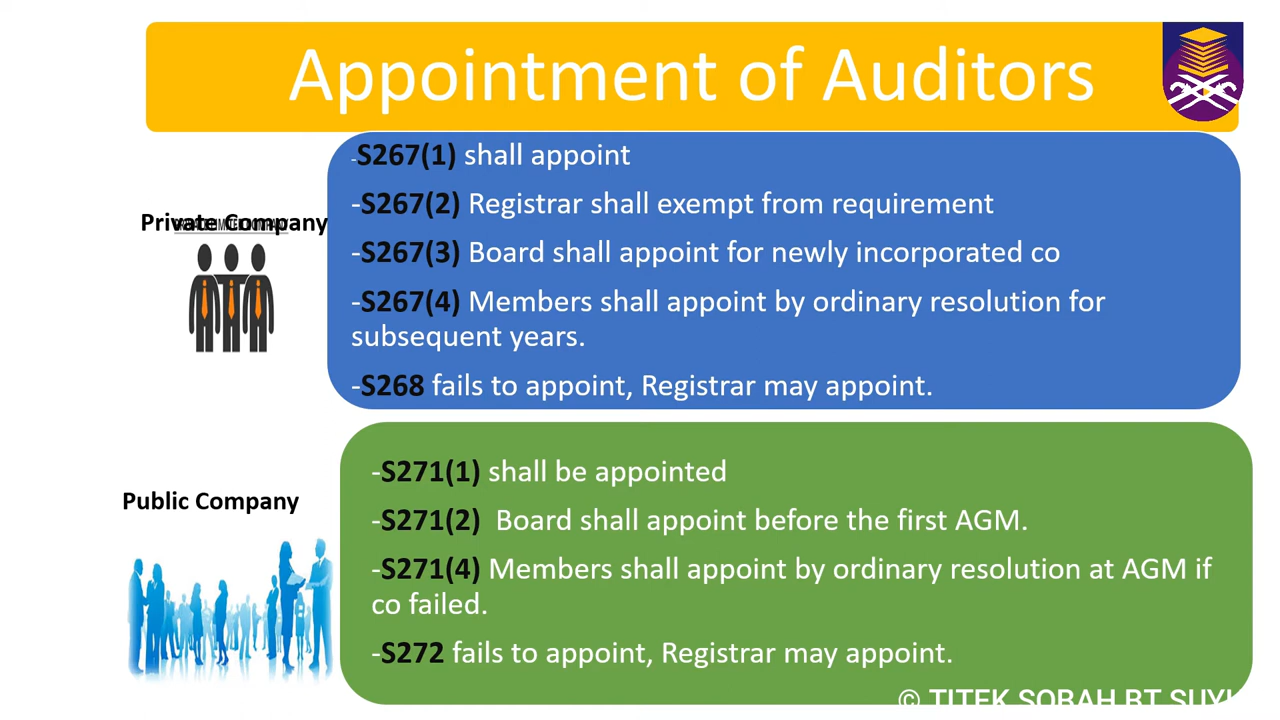 Appointment of Auditors
-S267(1) shall appoint
-S267(2) Registrar shall exempt from requirement
-S267(3) Board shall appoint for newly incorporated co
-S267(4) Members shall appoint by ordinary resolution for
subsequent years.
-S268 fails to appoint, Registrar may appoint.
Private Company
-S271(1) shall be appointed
-S271(2) Board shall appoint before the first AGM.
-S271(4) Members shall appoint by ordinary resolution at AGM if
co failed.
-S272 fails to appoint, Registrar may appoint.
Public Company
© TITEK SOBAH BT